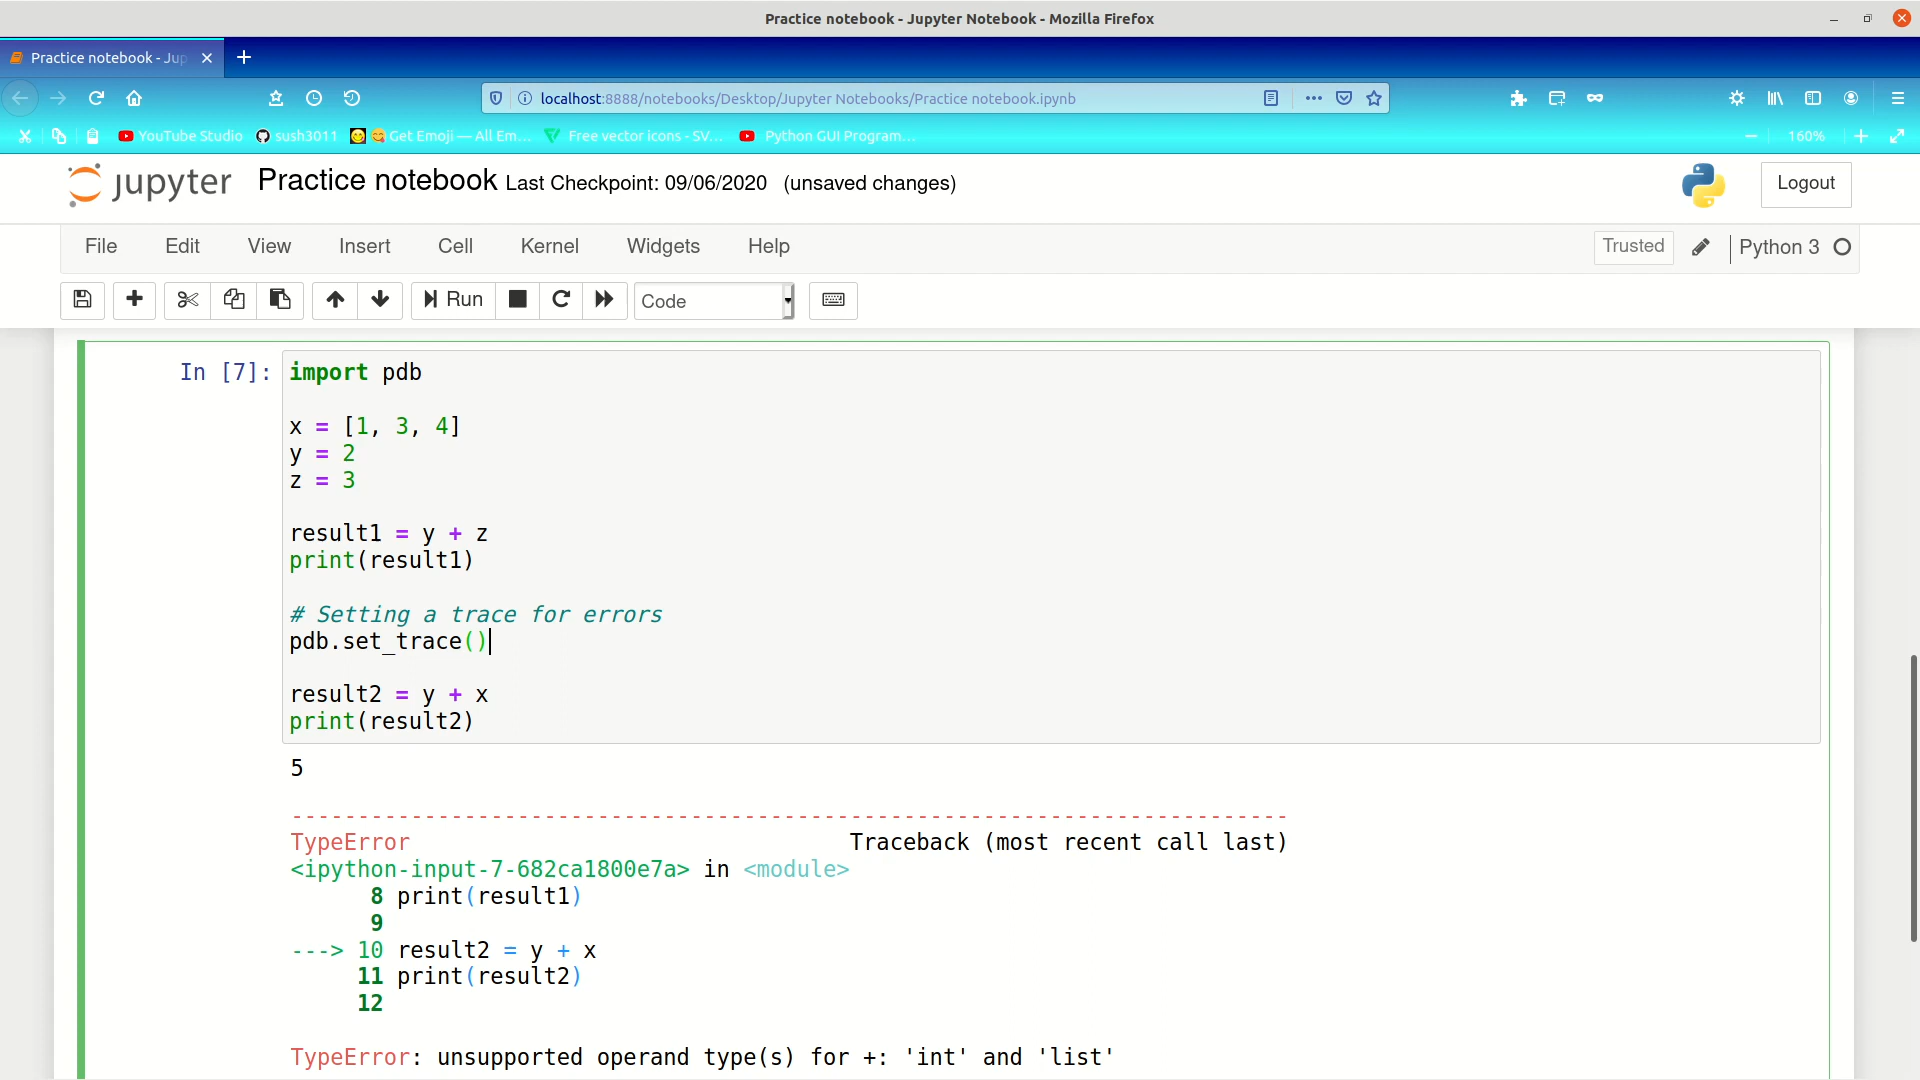 Practice notebook - Jupyter Notebook - Mozilla Firefox
Practice notebook - Jup
localhost:8888/notebooks/Desktop/Jupyter Notebooks/Practice notebook.ipynb
YouTube Studio sush3011 Get Emoji — All Em… Free vector icons - SV… Python GUI Program… 160%
jupyter Practice notebook Last Checkpoint: 09/06/2020 (unsaved changes) Logout
File Edit View Insert Cell Kernel Widgets Help Trusted Python 3
Run Code
In [7]: import pdb
x = [1, 3, 4]
y = 2
z = 3
result1 = y + z
print(result1)
# Setting a trace for errors
pdb.set_trace()
result2 = y + x
print(result2)
5
---------------------------------------------------------------------------
TypeError Traceback (most recent call last)
<ipython-input-7-682ca1800e7a> in <module>
8 print(result1)
9
---> 10 result2 = y + x
11 print(result2)
12
TypeError: unsupported operand type(s) for +: 'int' and 'list'